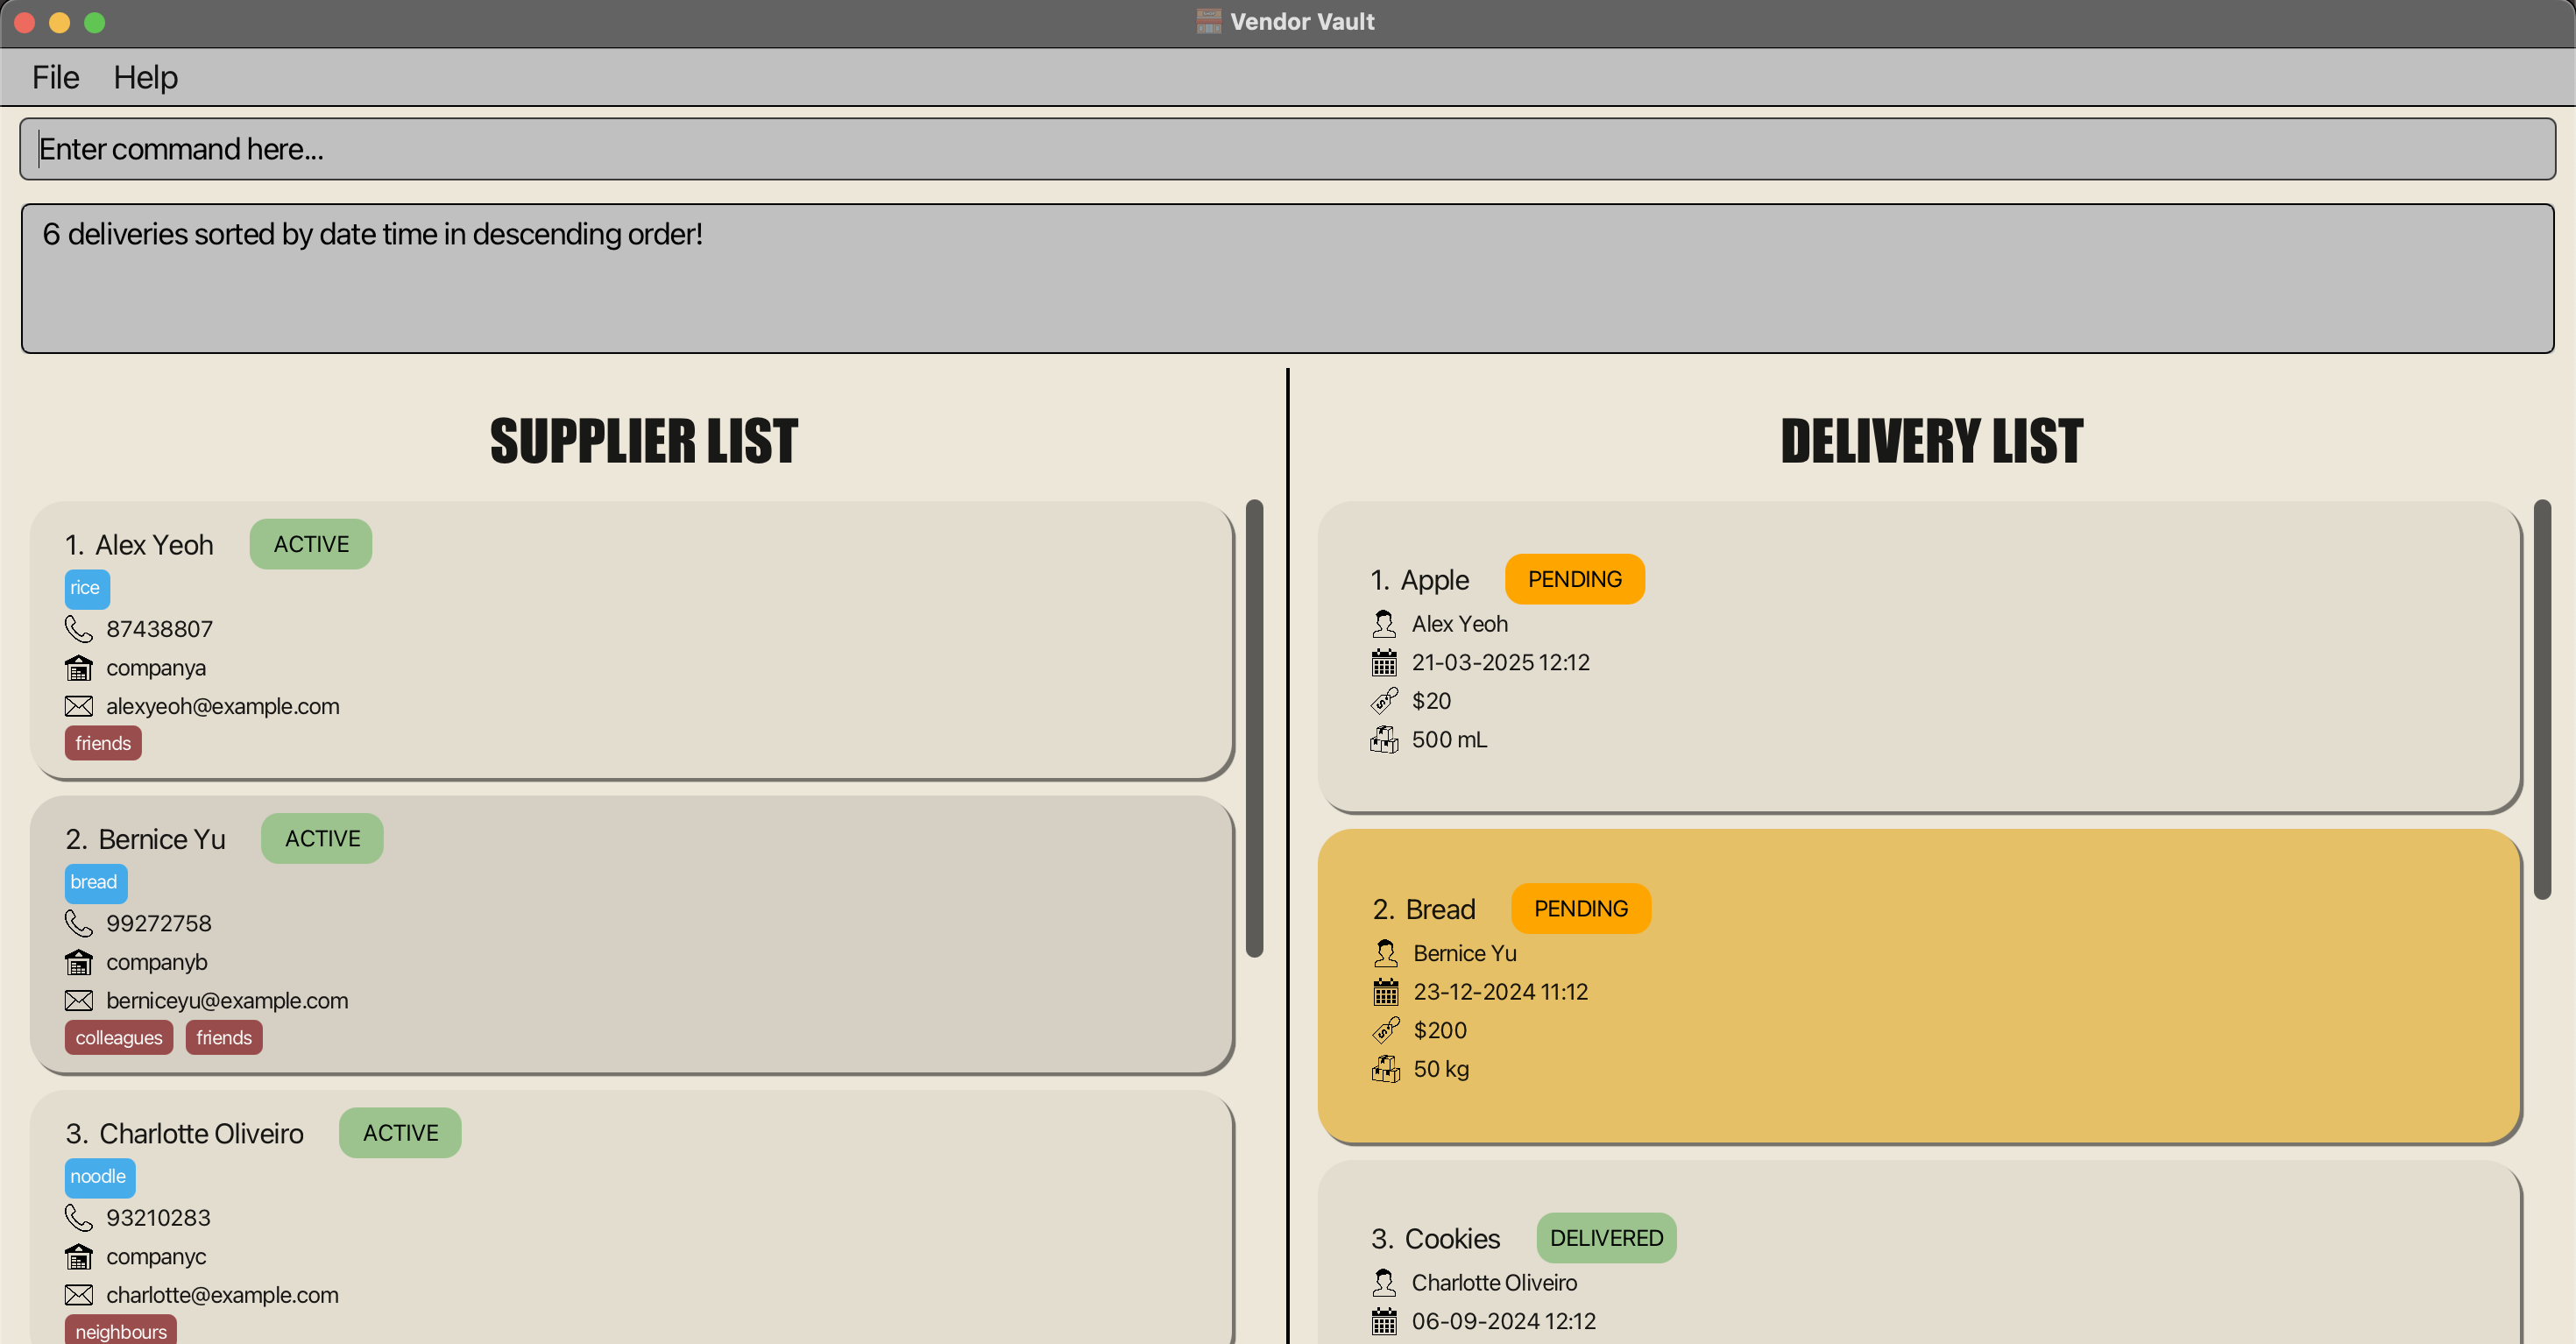 Vendor Vault
File Help
Enter command here...
6 deliveries sorted by date time in descending order!
SUPPLIER LIST
1. Alex Yeoh ACTIVE
rice
87438807
companya
alexyeoh@example.com
friends
2. Bernice Yu ACTIVE
bread
99272758
companyb
berniceyu@example.com
colleagues friends
3. Charlotte Oliveiro ACTIVE
noodle
93210283
companyc
charlotte@example.com
neighbours
DELIVERY LIST
1. Apple PENDING
Alex Yeoh
21-03-2025 12:12
$20
500 mL
2. Bread PENDING
Bernice Yu
23-12-2024 11:12
$200
50 kg
3. Cookies DELIVERED
Charlotte Oliveiro
06-09-2024 12:12